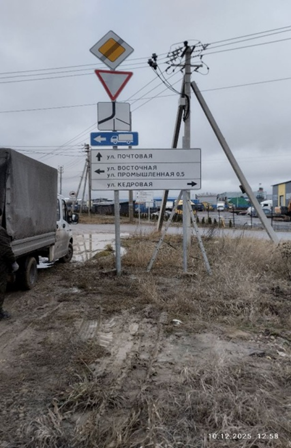 ул. ПОЧТОВАЯ
ул. ВОСТОЧНАЯ
ул. ПРОМЫШЛЕННАЯ 0,5
ул. КЕДРОВАЯ
10.12.2025 12:58